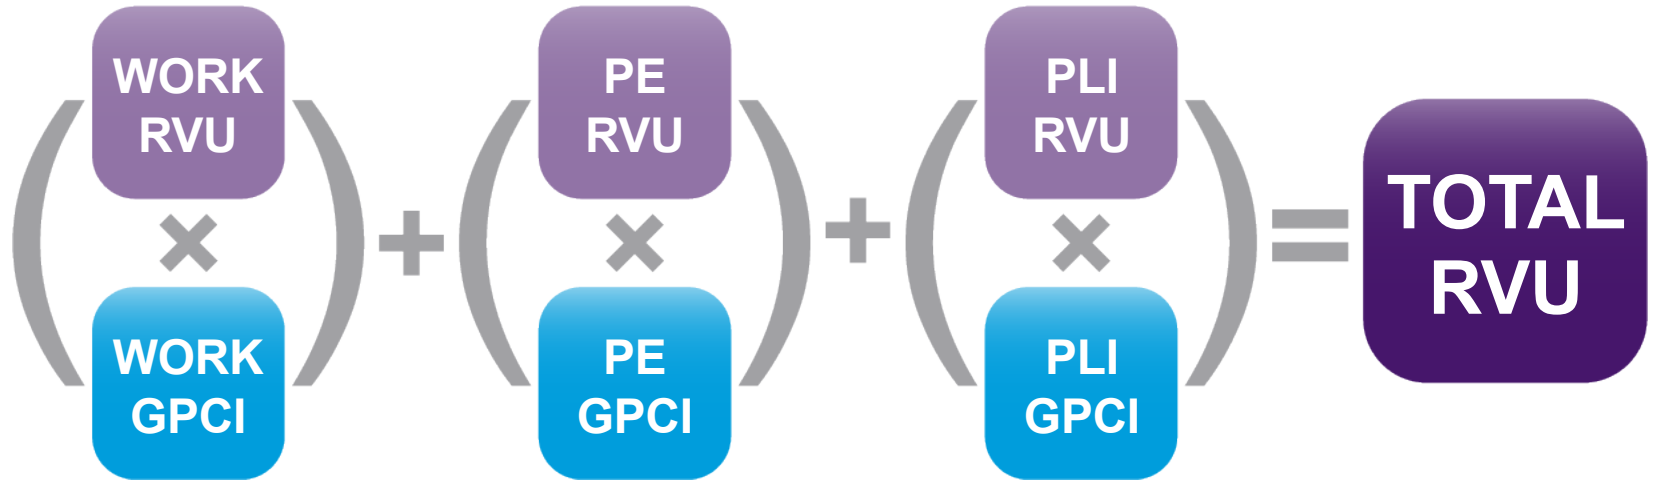 (
WORK
RVU
×
WORK
GPCI
)
+
(
PE
RVU
×
PE
GPCI
)
+
(
PLI
RVU
×
PLI
GPCI
)
=
TOTAL
RVU